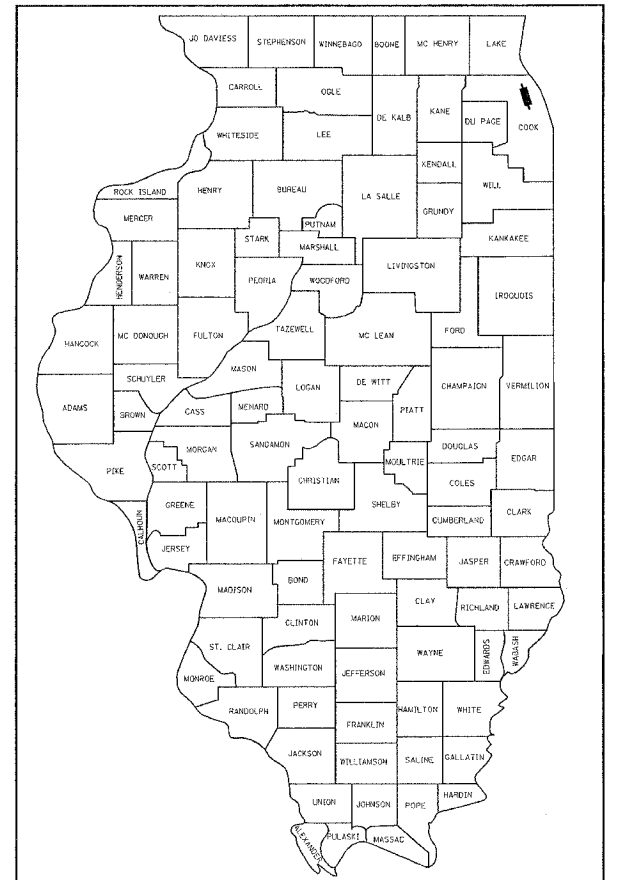 JO DAVIESS
STEPHENSON
WINNEBAGO
BOONE
MC HENRY
LAKE
CARROLL
OGLE
DE KALB
KANE
DU PAGE
COOK
WHITESIDE
LEE
KENDALL
WILL
ROCK ISLAND
HENRY
BUREAU
LA SALLE
GRUNDY
MERCER
PUTNAM
STARK
MARSHALL
KANKAKEE
HENDERSON
WARREN
KNOX
PEORIA
WOODFORD
LIVINGSTON
IROQUOIS
HANCOCK
MC DONOUGH
FULTON
TAZEWELL
MC LEAN
FORD
MASON
SCHUYLER
LOGAN
DE WITT
CHAMPAIGN
VERMILION
ADAMS
BROWN
CASS
MENARD
PIATT
MACON
SANGAMON
MORGAN
DOUGLAS
EDGAR
PIKE
SCOTT
MOULTRIE
CHRISTIAN
COLES
SHELBY
GREENE
CLARK
CALHOUN
MACOUPIN
MONTGOMERY
CUMBERLAND
JERSEY
FAYETTE
EFFINGHAM
JASPER
CRAWFORD
BOND
MADISON
CLAY
RICHLAND
LAWRENCE
CLINTON
MARION
ST. CLAIR
WAYNE
EDWARDS
WABASH
WASHINGTON
JEFFERSON
MONROE
RANDOLPH
PERRY
HAMILTON
WHITE
FRANKLIN
JACKSON
WILLIAMSON
SALINE
GALLATIN
HARDIN
UNION
JOHNSON
POPE
ALEXANDER
PULASKI
MASSAC